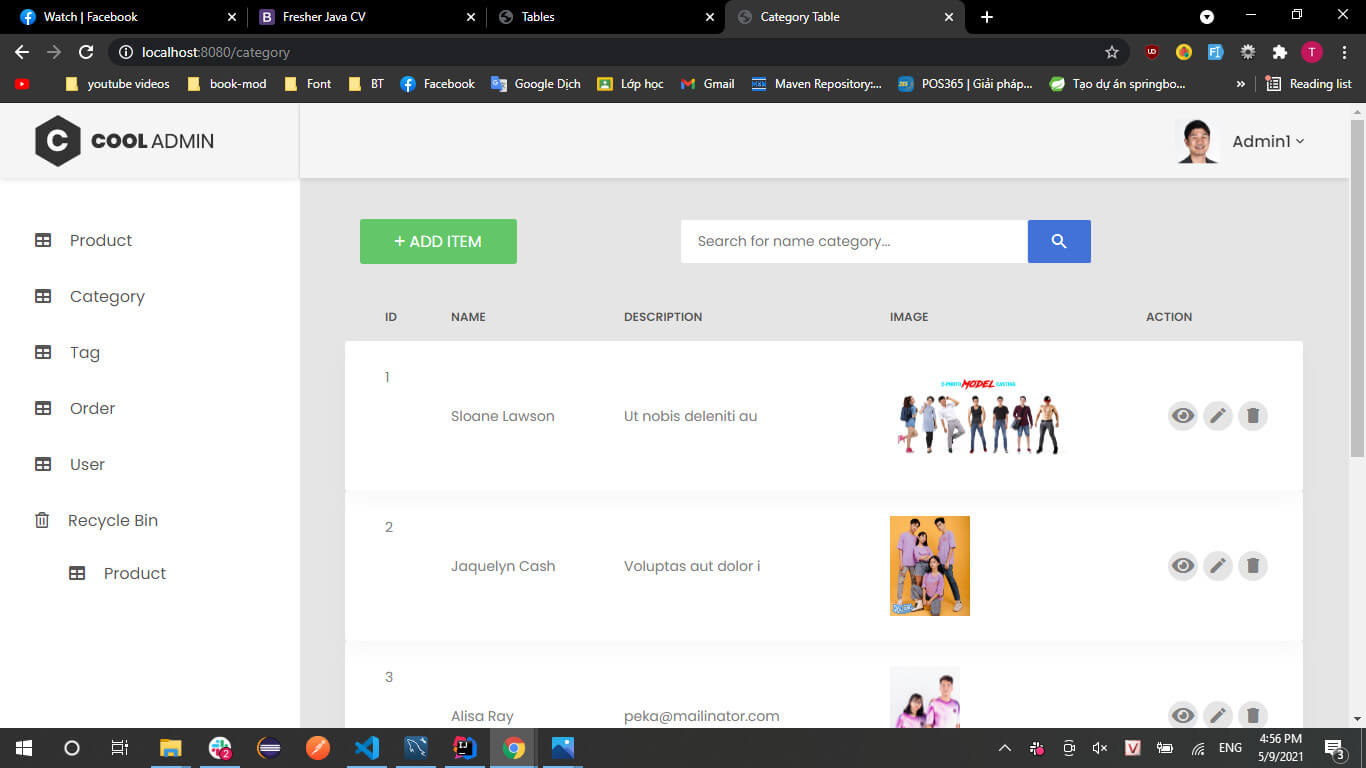 Watch | Facebook
Fresher Java CV
Tables
Category Table
localhost:8080/category
youtube videos
book-mod
Font
BT
Facebook
Google Dịch
Lớp học
Gmail
Maven Repository:...
POS365 | Giải pháp...
Tạo dự án springbo...
»
Reading list
COOL ADMIN
Admin1
Product
Category
Tag
Order
User
Recycle Bin
Product
+ ADD ITEM
Search for name category...
ID NAME DESCRIPTION IMAGE ACTION
1
MODEL
Sloane Lawson Ut nobis deleniti au
2
Jaquelyn Cash Voluptas aut dolor i
3
Alisa Ray peka@mailinator.com
ENG
4:56 PM
5/9/2021
2
3